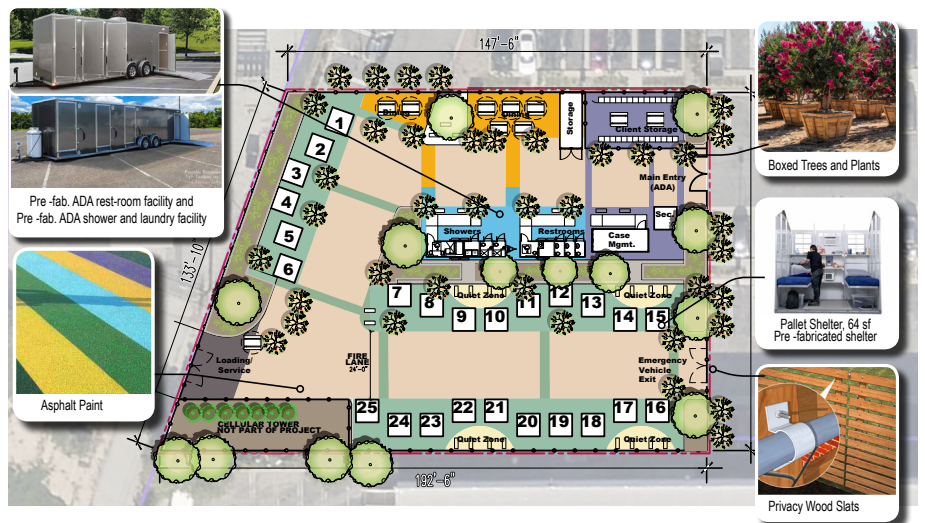 147'-6"
Pre -fab. ADA rest-room facility and
Pre -fab. ADA shower and laundry facility
Asphalt Paint
133'-10
Dining
Dining
Storage
Client Storage
Main Entry
(ADA)
Sec.
Showers
Restrooms
Case
Mgmt.
1
2
3
4
5
6
7
8
9
10
11
12
13
14
15
Quiet Zone
Quiet Zone
Loading/
Service
FIRE
LANE
24'-0"
Emergency
Vehicle
Exit
CELLULAR TOWER
NOT PART OF PROJECT
25
24
23
22
21
20
19
18
17
16
Quiet Zone
Quiet Zone
192'-6"
Boxed Trees and Plants
Pallet Shelter, 64 sf
Pre -fabricated shelter
Privacy Wood Slats